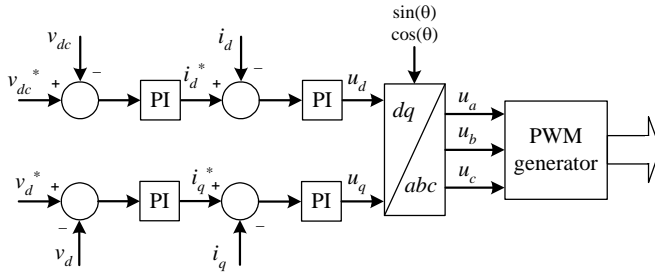 sin(θ)
cos(θ)
v_dc
i_d
v_dc* + − PI i_d* + − PI u_d
dq
abc
u_a
u_b
u_c
PWM
generator
v_d* + − PI i_q* + − PI u_q
v_d
i_q